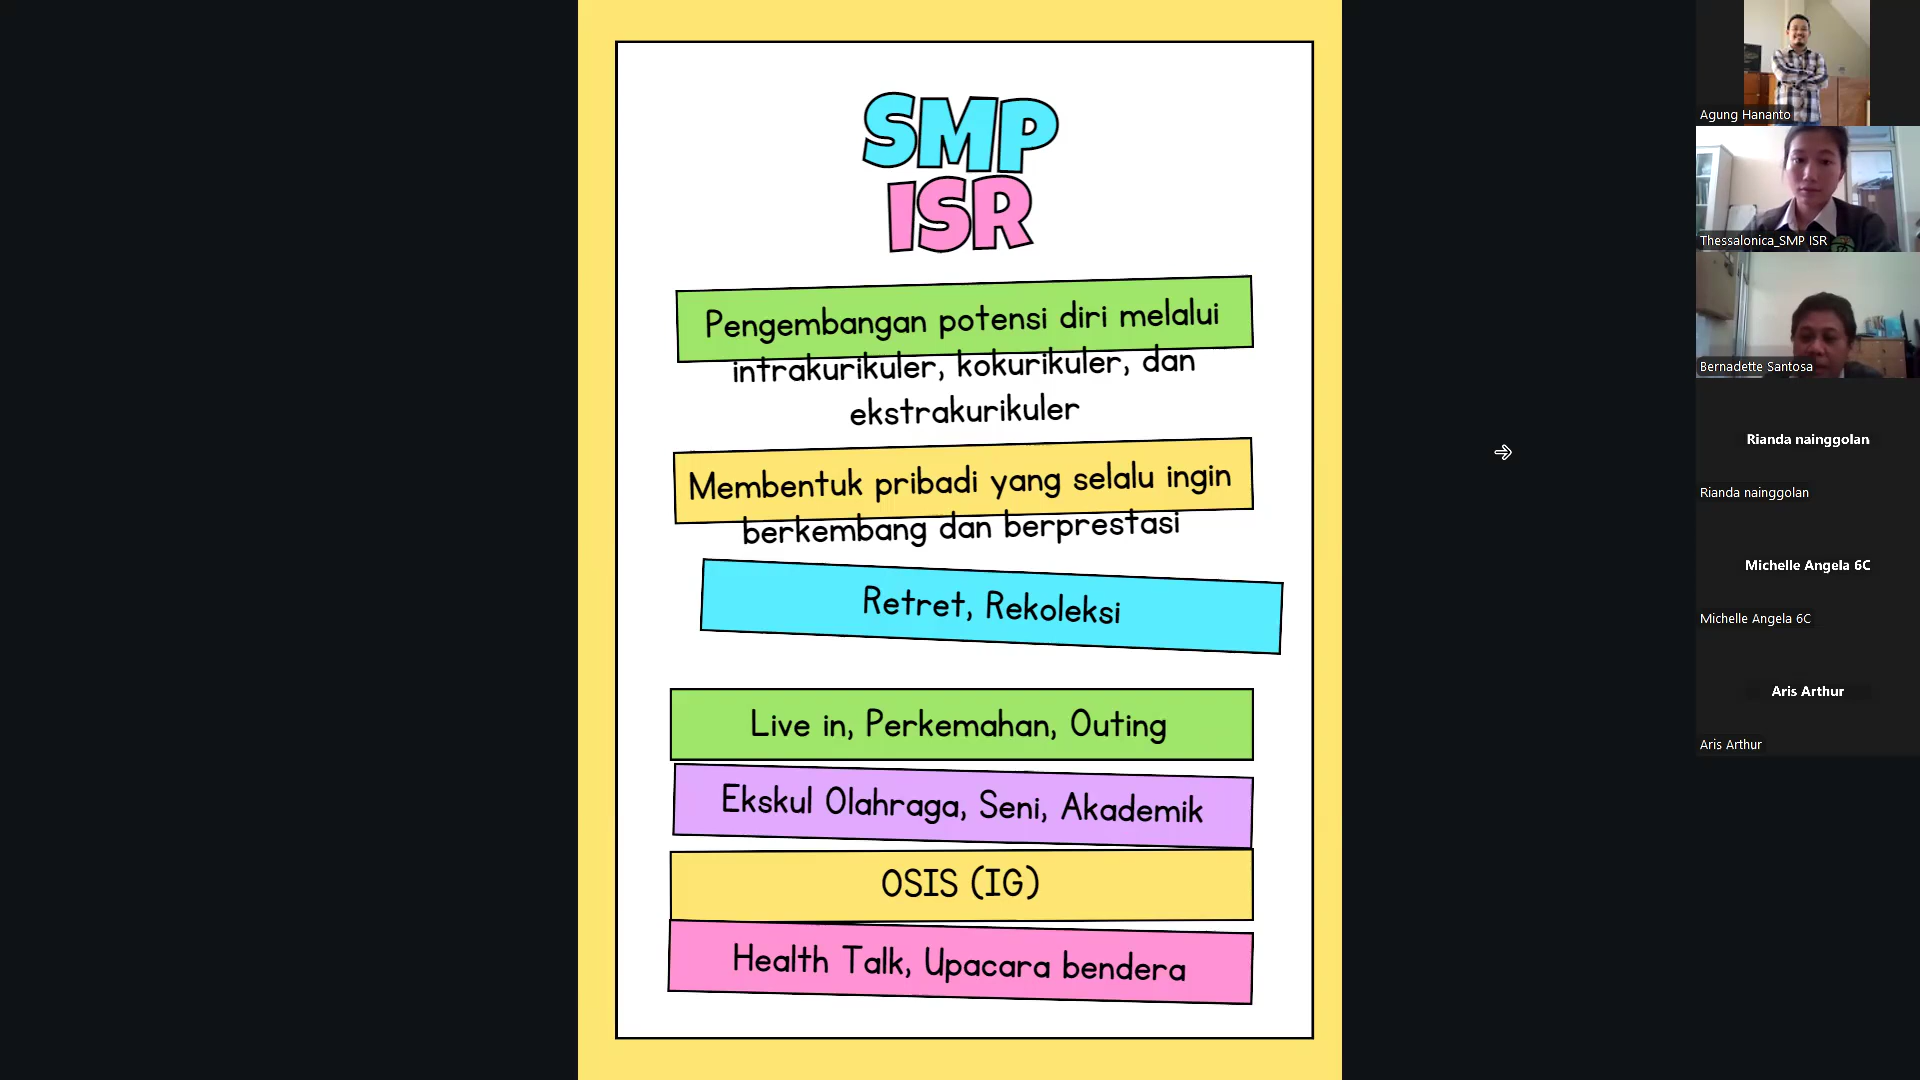 SMP
ISR
Pengembangan potensi diri melalui
intrakurikuler, kokurikuler, dan
ekstrakurikuler
Membentuk pribadi yang selalu ingin
berkembang dan berprestasi
Retret, Rekoleksi
Live in, Perkemahan, Outing
Ekskul Olahraga, Seni, Akademik
OSIS (IG)
Health Talk, Upacara bendera
Agung Hananto
Thessalonica_SMP ISR
Bernadette Santosa
Rianda nainggolan
Rianda nainggolan
Michelle Angela 6C
Michelle Angela 6C
Aris Arthur
Aris Arthur